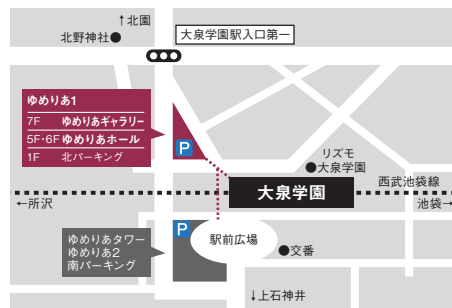 ↑北園
北野神社●
大泉学園駅入口第一
ゆめりあ1
7F ゆめりあギャラリー
5F・6F ゆめりあホール
1F 北パーキング
P
リズモ
●大泉学園
西武池袋線
大泉学園
←所沢
池袋→
P
ゆめりあタワー
ゆめりあ2
南パーキング
駅前広場
●交番
↓上石神井